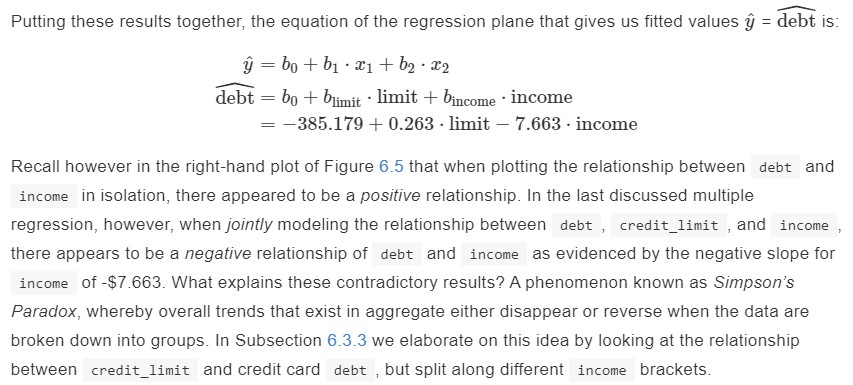 Putting these results together, the equation of the regression plane that gives us fitted values ŷ = \widehat{debt} is:
ŷ = b₀ + b₁ · x₁ + b₂ · x₂
\widehat{debt} = b₀ + b_limit · limit + b_income · income
= −385.179 + 0.263 · limit − 7.663 · income
Recall however in the right-hand plot of Figure 6.5 that when plotting the relationship between debt and
income in isolation, there appeared to be a positive relationship. In the last discussed multiple
regression, however, when jointly modeling the relationship between debt , credit_limit , and income ,
there appears to be a negative relationship of debt and income as evidenced by the negative slope for
income of -$7.663. What explains these contradictory results? A phenomenon known as Simpson's
Paradox, whereby overall trends that exist in aggregate either disappear or reverse when the data are
broken down into groups. In Subsection 6.3.3 we elaborate on this idea by looking at the relationship
between credit_limit and credit card debt , but split along different income brackets.